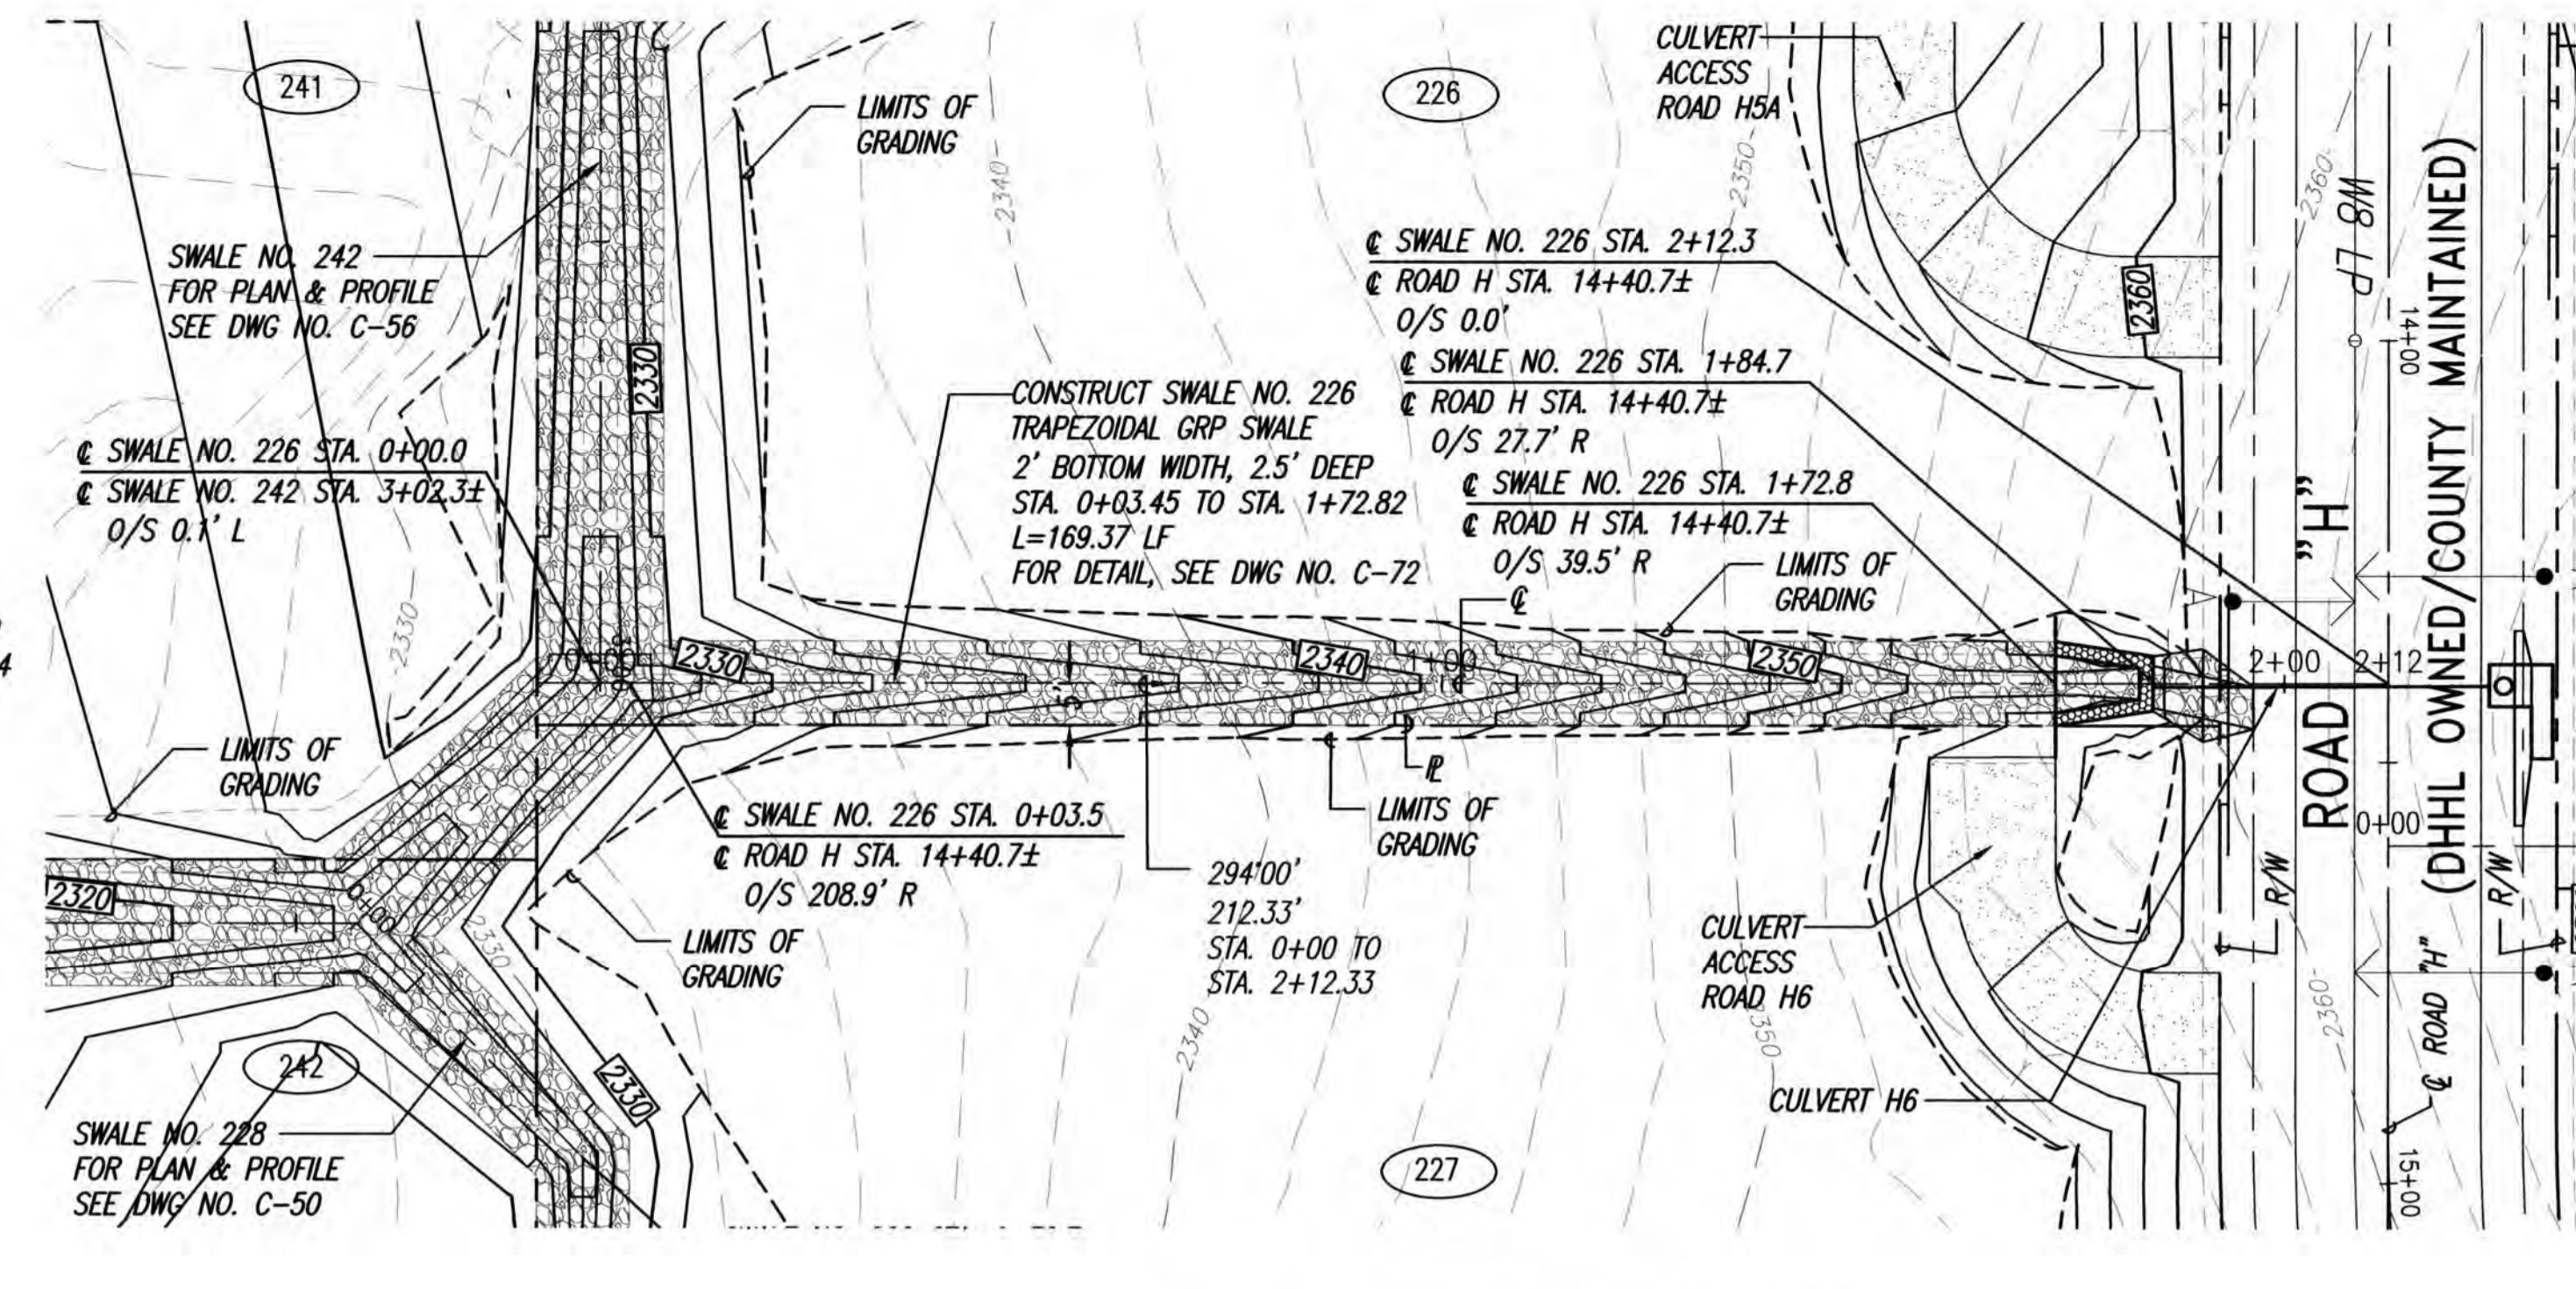 241
226
CULVERT
ACCESS
ROAD H5A
LIMITS OF
GRADING
-2340-
2350-
2360-
W8 LP
SWALE NO. 242
FOR PLAN & PROFILE
SEE DWG NO. C-56
2330
℄ SWALE NO. 226 STA. 2+12.3
℄ ROAD H STA. 14+40.7±
O/S 0.0'
2360
14+00
℄ SWALE NO. 226 STA. 1+84.7
℄ ROAD H STA. 14+40.7±
O/S 27.7' R
CONSTRUCT SWALE NO. 226
TRAPEZOIDAL GRP SWALE
2' BOTTOM WIDTH, 2.5' DEEP
STA. 0+03.45 TO STA. 1+72.82
L=169.37 LF
FOR DETAIL, SEE DWG NO. C-72
℄ SWALE NO. 226 STA. 1+72.8
℄ ROAD H STA. 14+40.7±
O/S 39.5' R
℄ SWALE NO. 226 STA. 0+00.0
℄ SWALE NO. 242 STA. 3+02.3±
O/S 0.1' L
LIMITS OF
GRADING
℄
-2330-
0+00
2330
5'
2340
1+00
2350
2+00
2+12
ROAD "H"
(DHHL OWNED/COUNTY MAINTAINED)
LIMITS OF
GRADING
℄ SWALE NO. 226 STA. 0+03.5
℄ ROAD H STA. 14+40.7±
O/S 208.9' R
℄ ROAD "H"
0+00
R/W
R/W
15+00
LIMITS OF
GRADING
294°00'
212.33'
STA. 0+00 TO
STA. 2+12.33
2320
0+00
2330
LIMITS OF
GRADING
CULVERT
ACCESS
ROAD H6
-2340
2350
-2360-
242
2330
CULVERT H6
SWALE NO. 228
FOR PLAN & PROFILE
SEE DWG NO. C-50
227
4